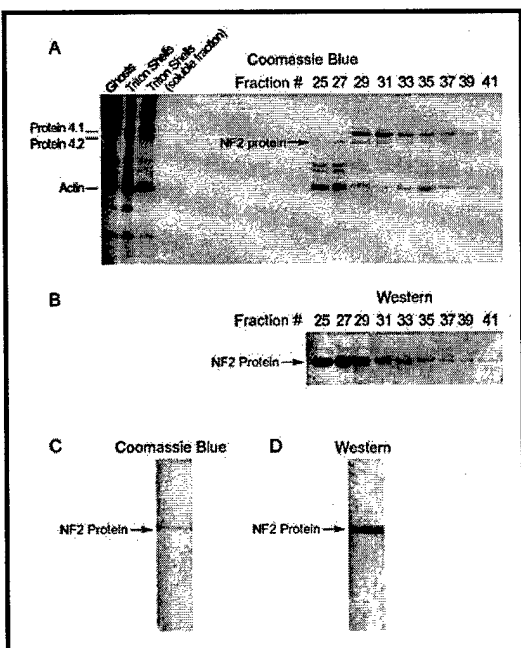 A
Ghosts
Triton Shells
Triton Shells
(soluble fraction)
Coomassie Blue
Fraction # 25 27 29 31 33 35 37 39 41
Protein 4.1
Protein 4.2
NF2 protein
Actin
B
Western
Fraction # 25 27 29 31 33 35 37 39 41
NF2 Protein
C
Coomassie Blue
NF2 Protein
D
Western
NF2 Protein